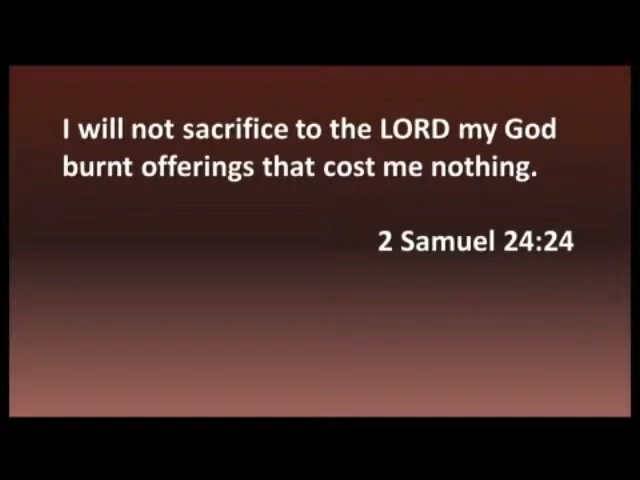 I will not sacrifice to the LORD my God
burnt offerings that cost me nothing.
2 Samuel 24:24